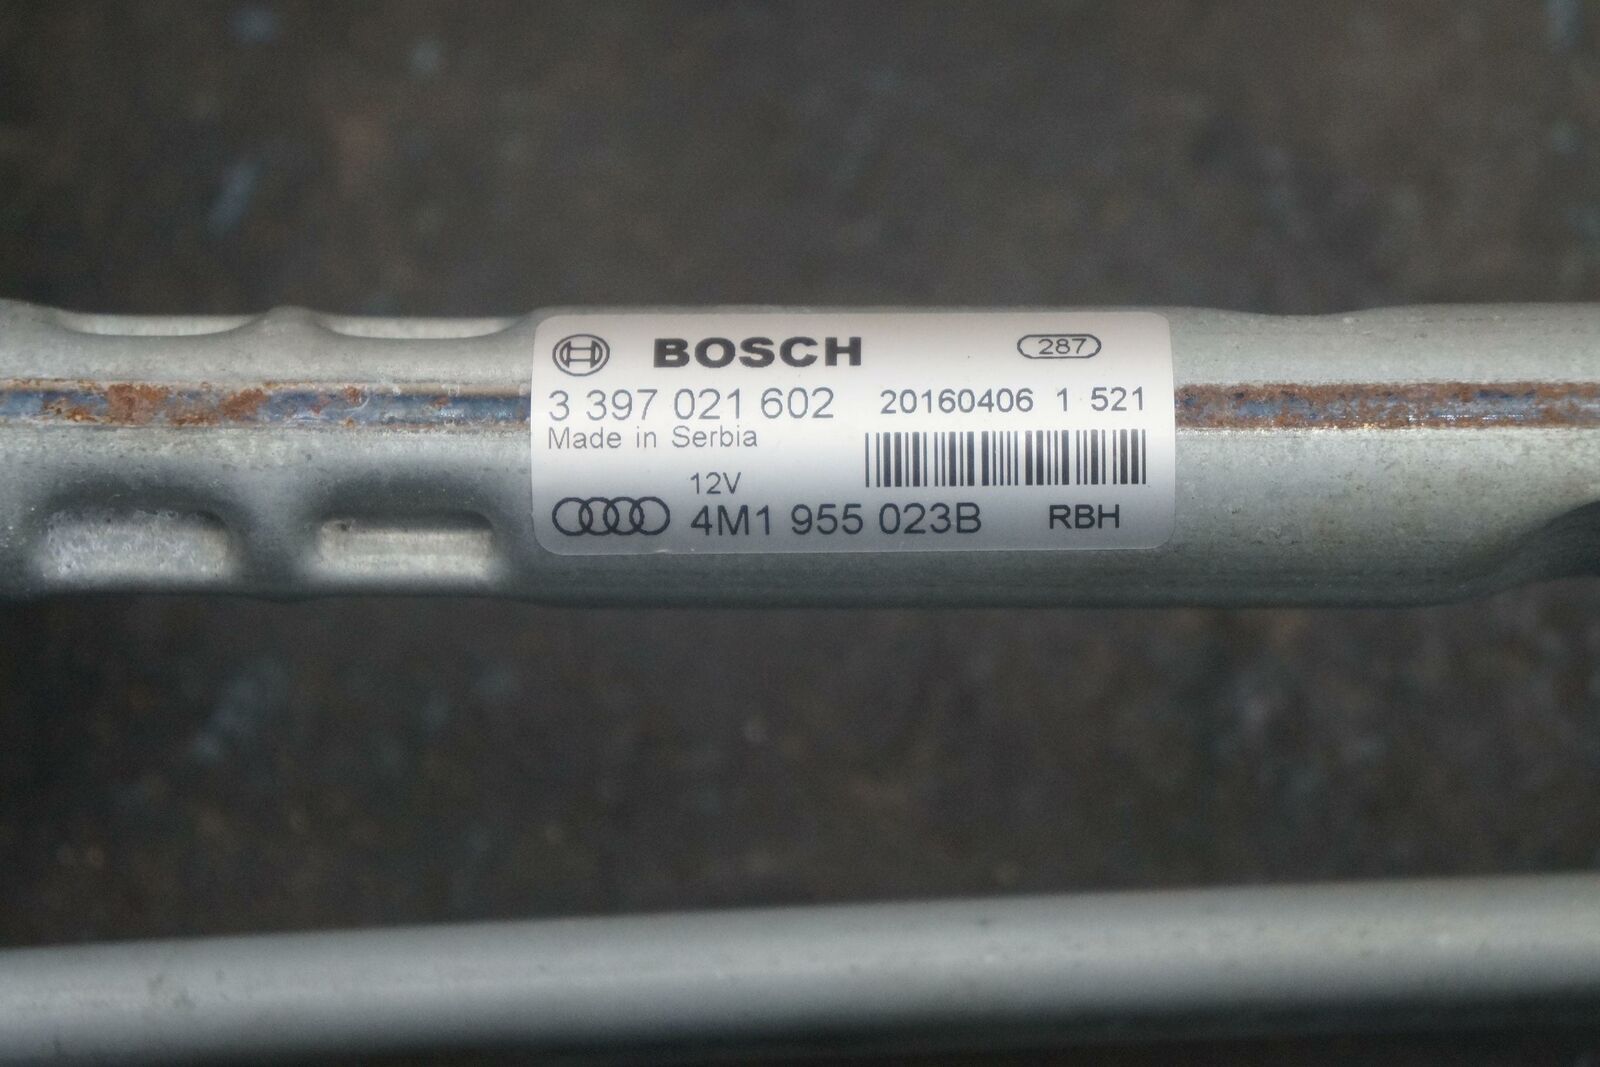 BOSCH 287
3 397 021 602 20160406 1 521
Made in Serbia
12V
4M1 955 023B RBH